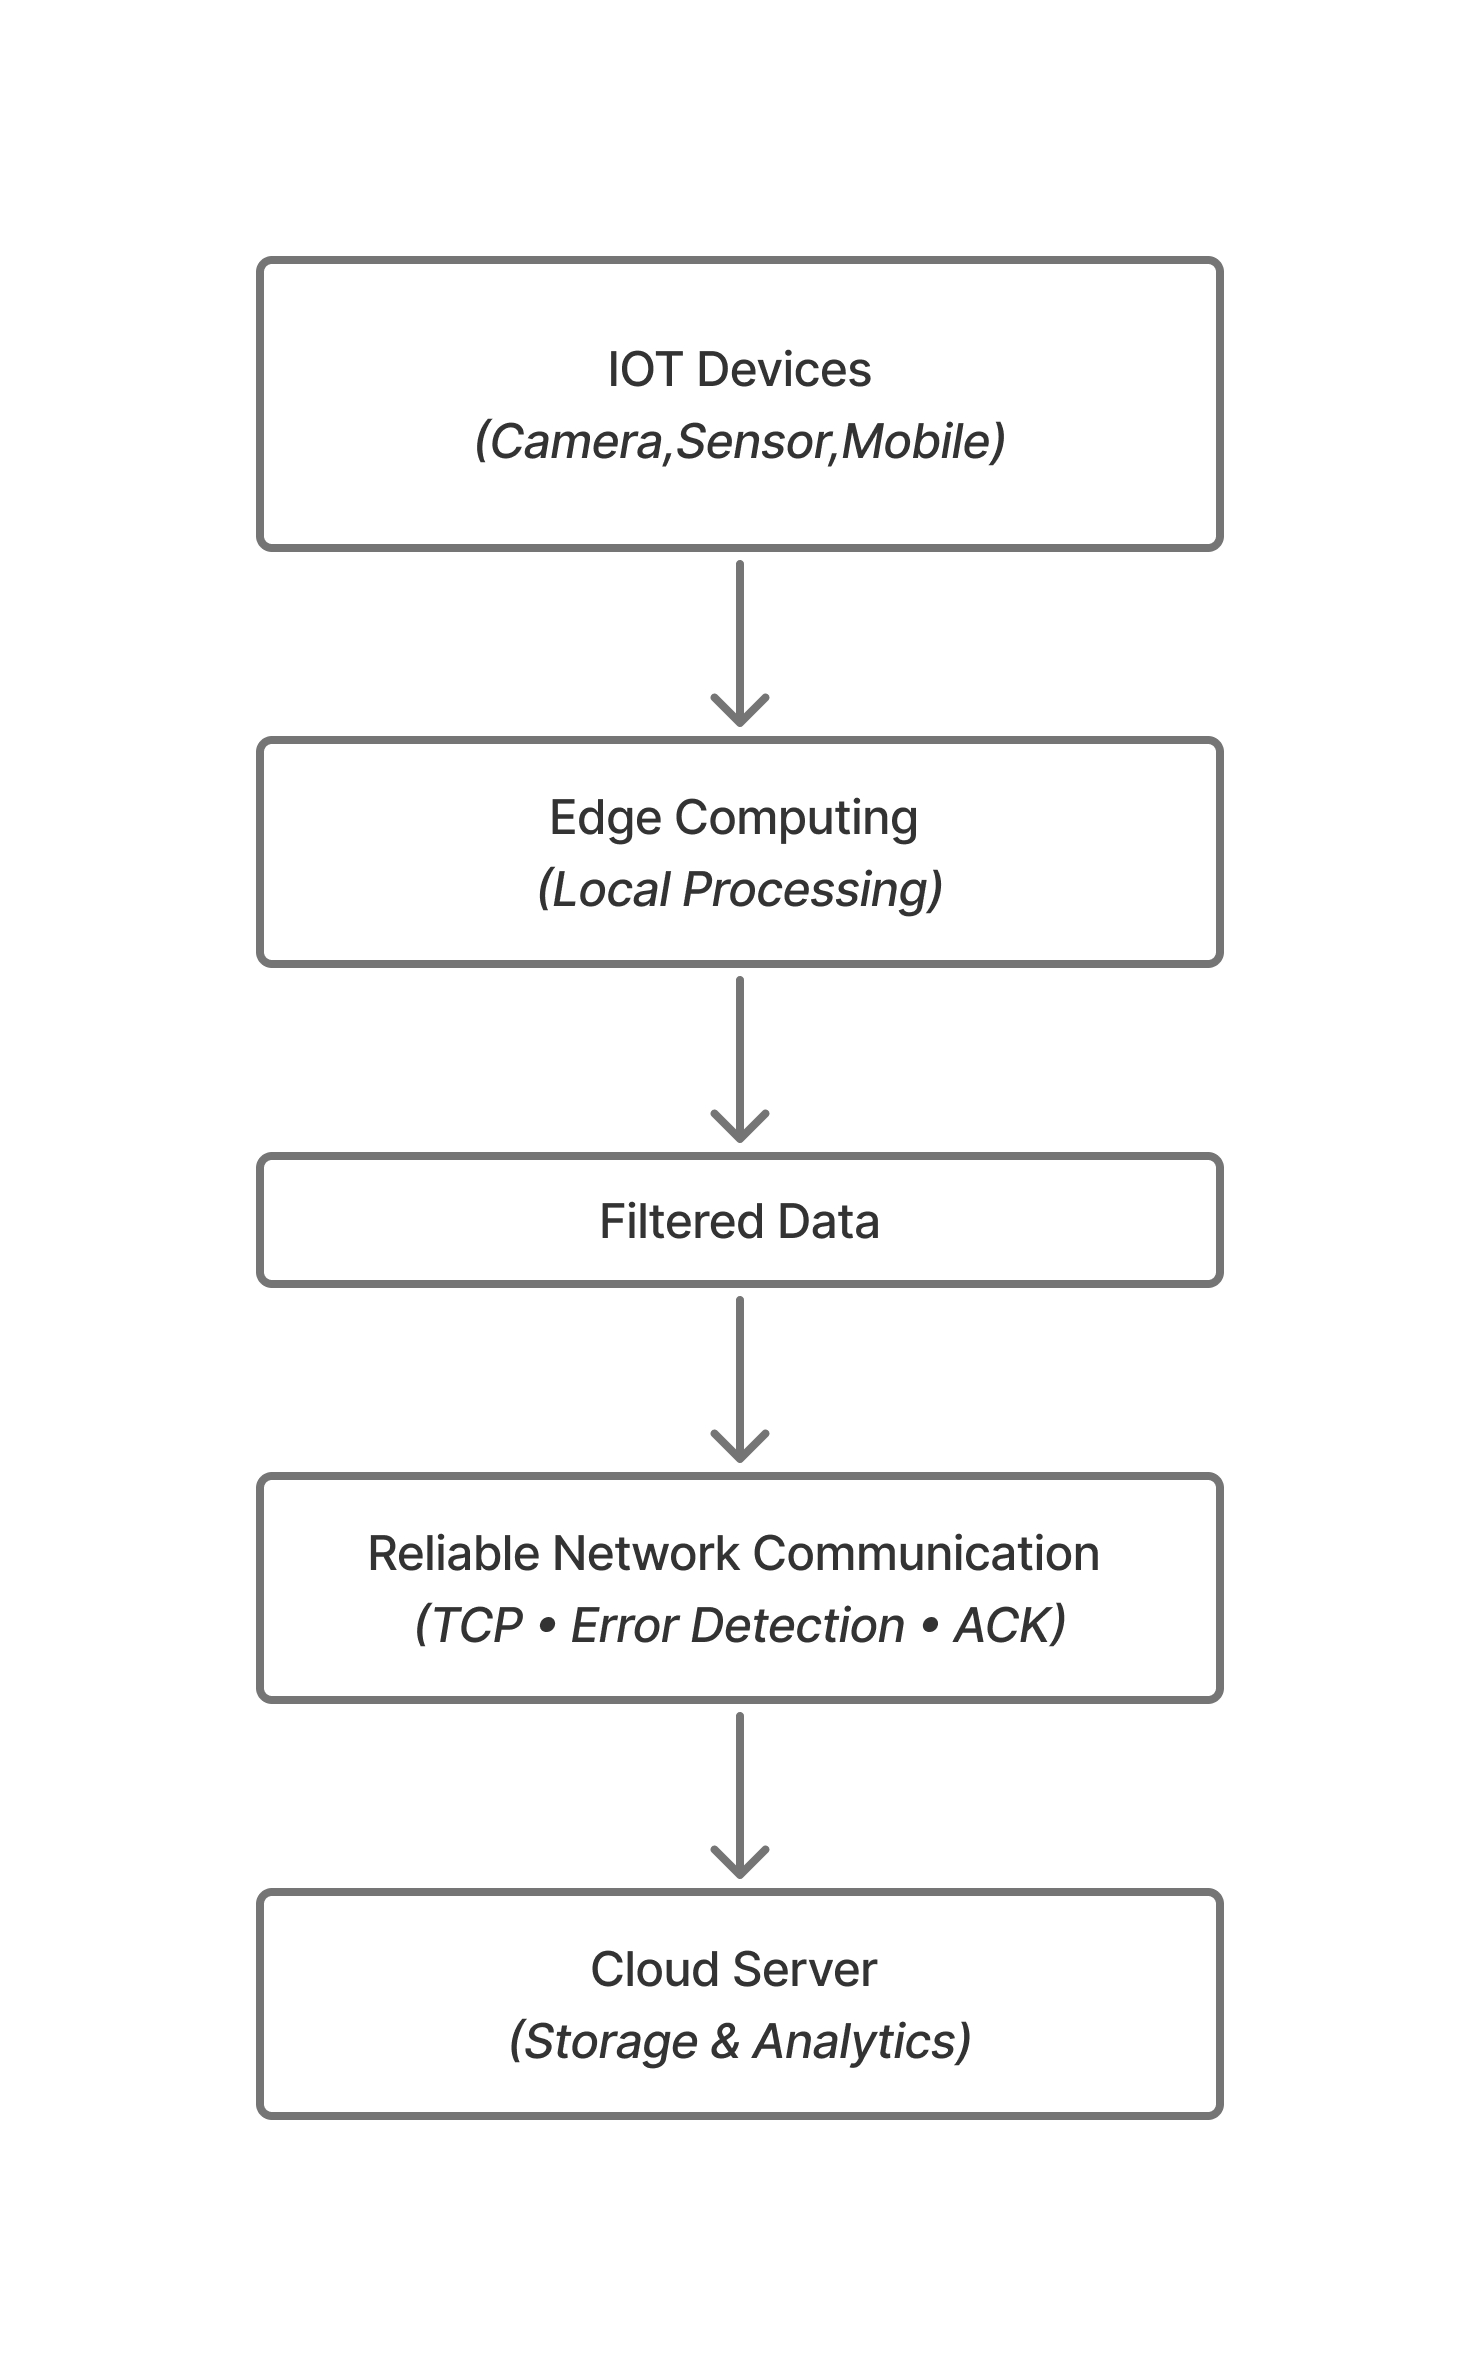 IOT Devices
(Camera,Sensor,Mobile)
Edge Computing
(Local Processing)
Filtered Data
Reliable Network Communication
(TCP • Error Detection • ACK)
Cloud Server
(Storage & Analytics)